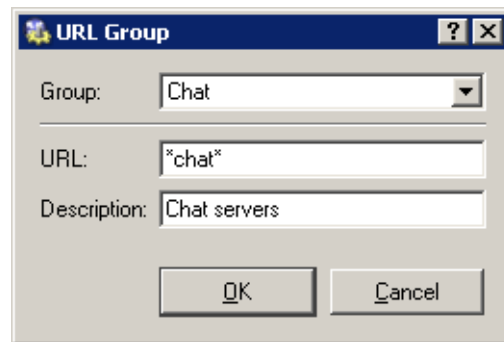 URL Group
Group: Chat
URL: *chat*
Description: Chat servers
OK Cancel